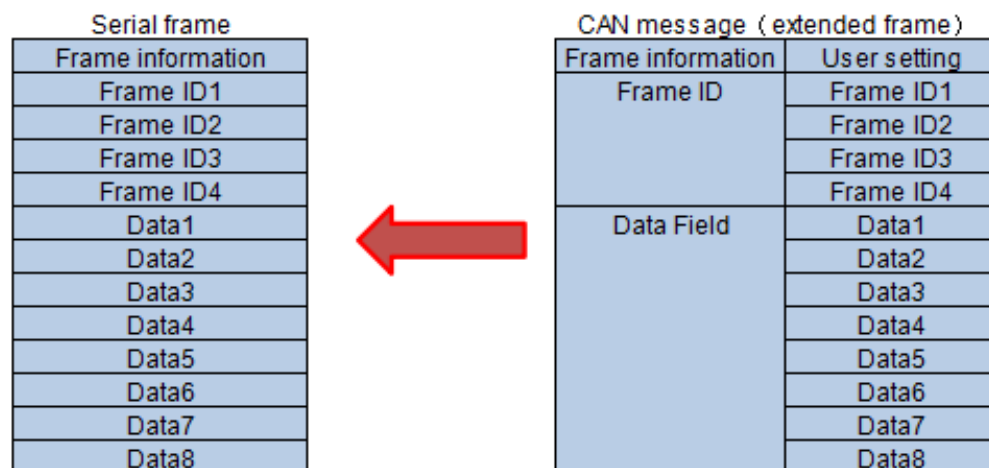 Serial frame
Frame information
Frame ID1
Frame ID2
Frame ID3
Frame ID4
Data1
Data2
Data3
Data4
Data5
Data6
Data7
Data8
CAN message（extended frame）
Frame information User setting
Frame ID Frame ID1
Frame ID2
Frame ID3
Frame ID4
Data Field Data1
Data2
Data3
Data4
Data5
Data6
Data7
Data8